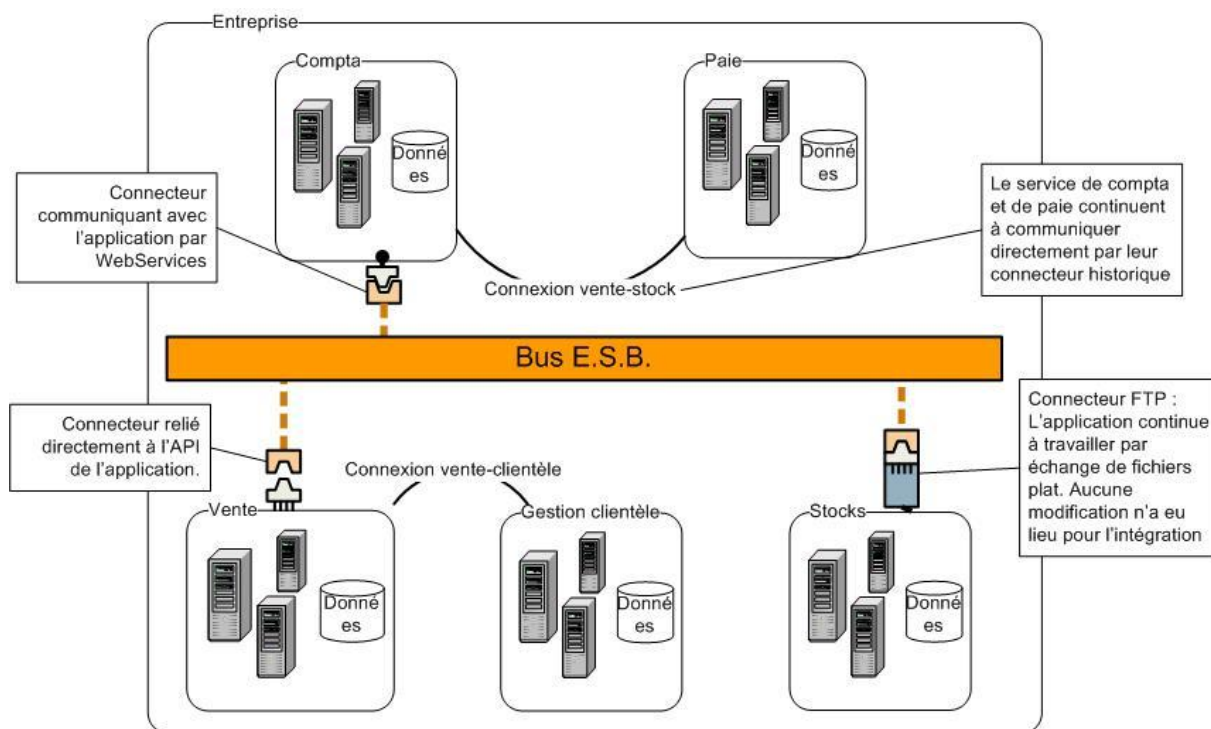 Entreprise
Compta
Donné
es
Paie
Donné
es
Connecteur
communiquant avec
l'application par
WebServices
Le service de compta
et de paie continuent
à communiquer
directement par leur
connecteur historique
Connexion vente-stock
Bus E.S.B.
Connecteur relié
directement à l'API
de l'application.
Connexion vente-clientèle
Connecteur FTP :
L'application continue
à travailler par
échange de fichiers
plat. Aucune
modification n'a eu
lieu pour l'intégration
Vente
Donné
es
Gestion clientèle
Donné
es
Stocks
Donné
es